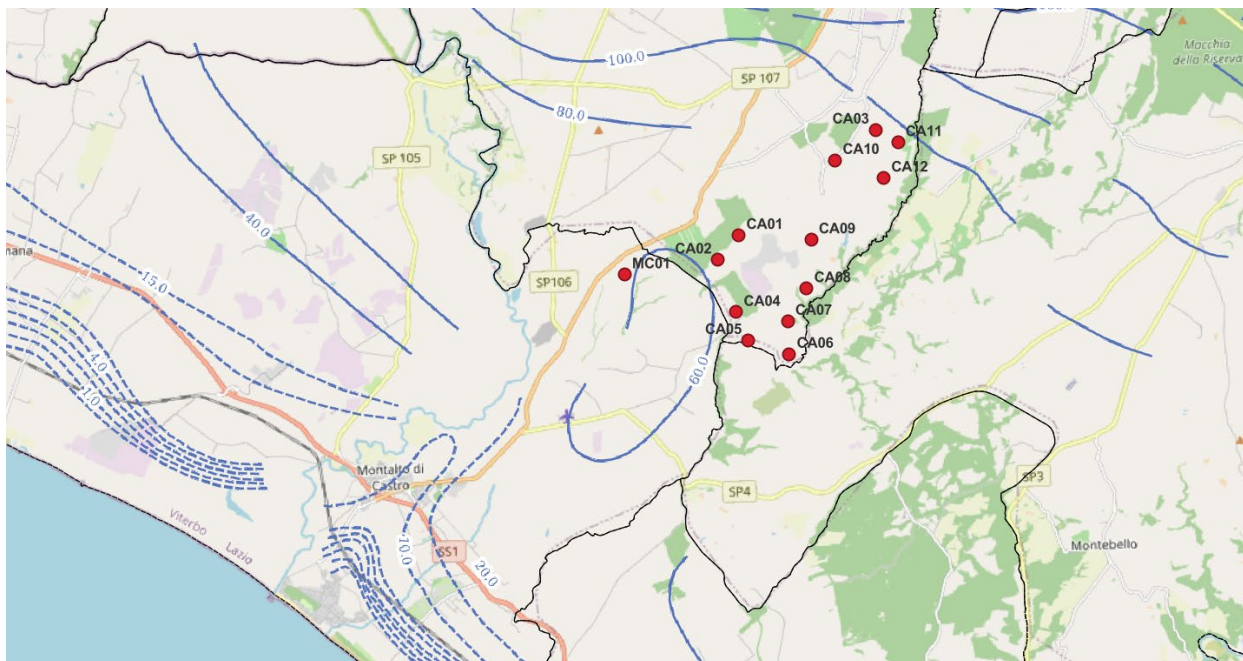 100.0
Macchia
della Riserva
SP 107
80.0
CA03
CA11
SP 105
CA10
CA12
40.0
CA01
CA09
mana
CA02
MC01
SP106
15.0
CA08
CA04
CA07
CA05
CA06
60.0
4.0
1.0
Montalto di
Castro
SP4
SP3
Viterbo
Lazio
10.0
SS1
20.0
Montebello